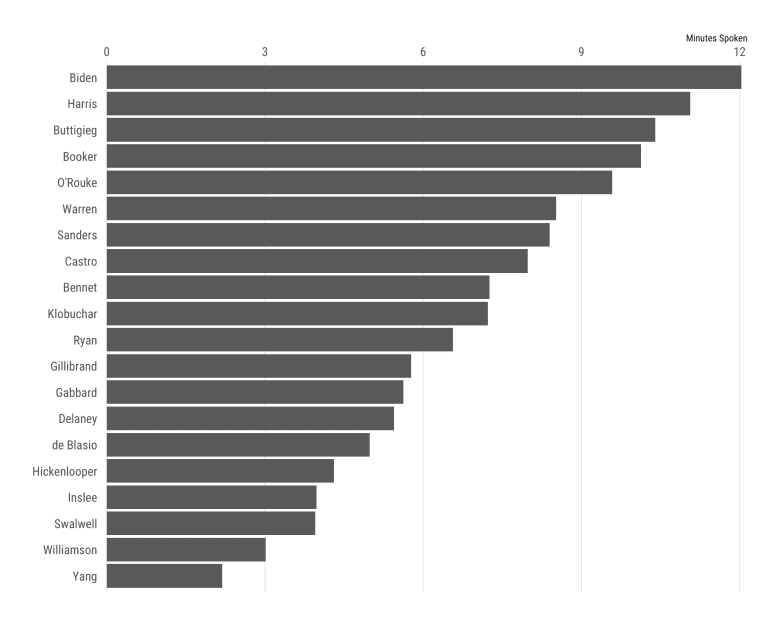 Minutes Spoken
0 3 6 9 12
Biden
Harris
Buttigieg
Booker
O'Rouke
Warren
Sanders
Castro
Bennet
Klobuchar
Ryan
Gillibrand
Gabbard
Delaney
de Blasio
Hickenlooper
Inslee
Swalwell
Williamson
Yang